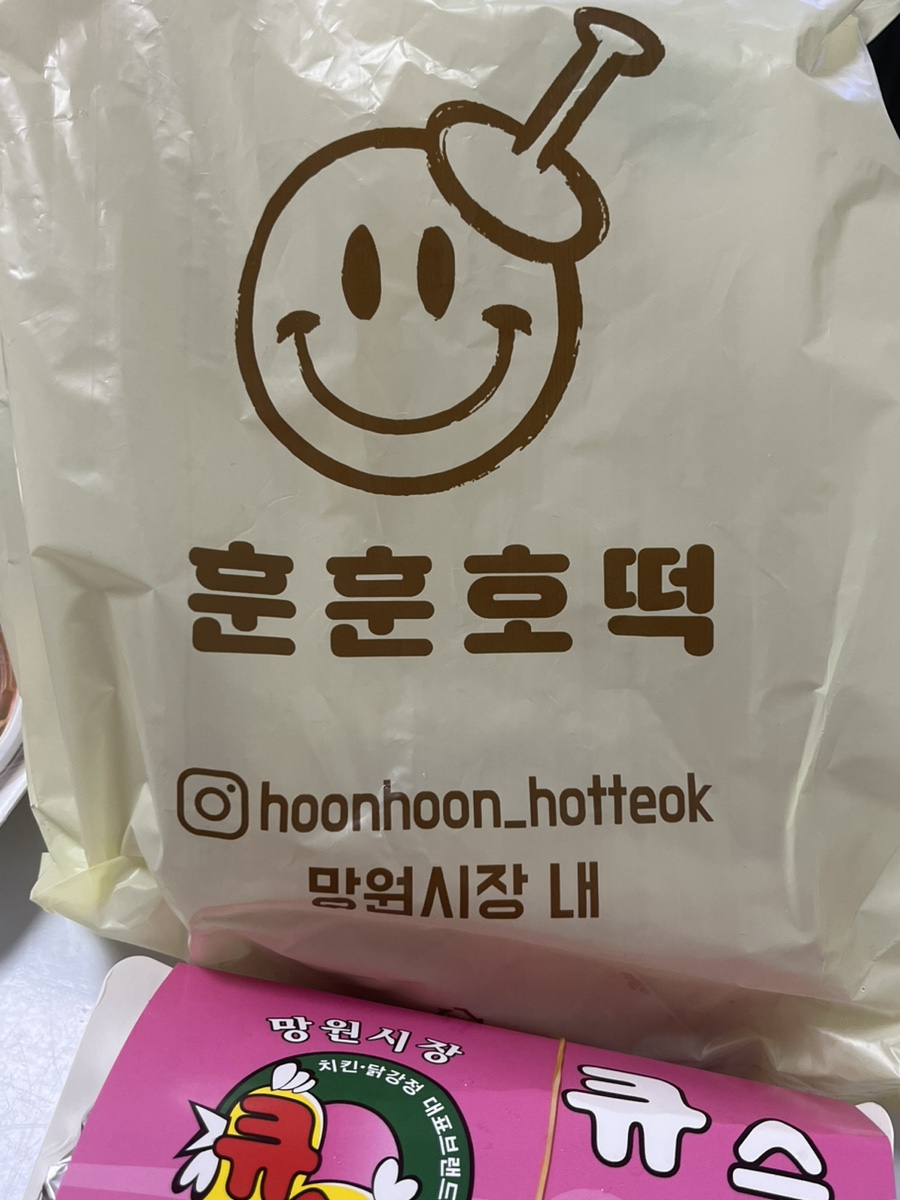 훈훈호떡
hoonhoon_hotteok
망원시장 내
망원시장
치킨·닭강정 대표브랜드
큐
큐스